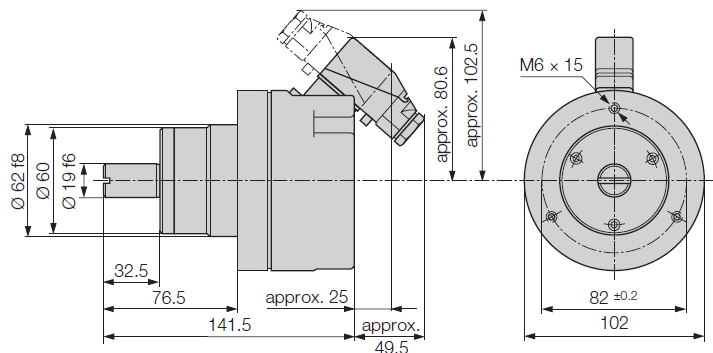 Ø 62 f8
Ø 60
Ø 19 f6
32.5
76.5
141.5
approx. 25
approx.
49.5
approx. 80.6
approx. 102.5
M6 × 15
82 ±0.2
102